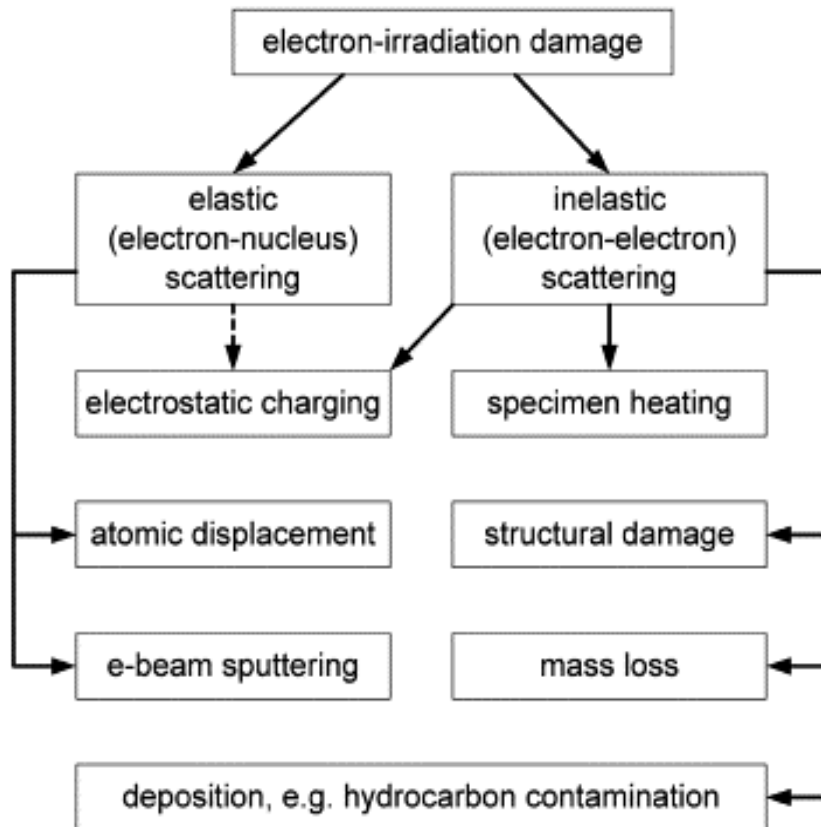 electron-irradiation damage
elastic
(electron-nucleus)
scattering
inelastic
(electron-electron)
scattering
electrostatic charging
specimen heating
atomic displacement
structural damage
e-beam sputtering
mass loss
deposition, e.g. hydrocarbon contamination